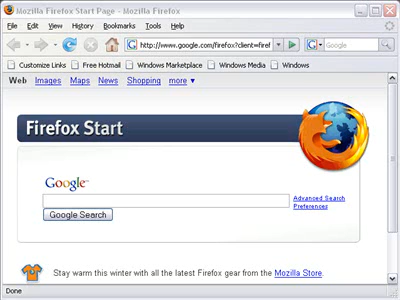 Mozilla Firefox Start Page - Mozilla Firefox
File Edit View History Bookmarks Tools Help
http://www.google.com/firefox?client=firef
Google
Customize Links Free Hotmail Windows Marketplace Windows Media Windows
Web Images Maps News Shopping more ▼
Firefox Start
Google™
Advanced Search
Preferences
Google Search
Stay warm this winter with all the latest Firefox gear from the Mozilla Store.
Done